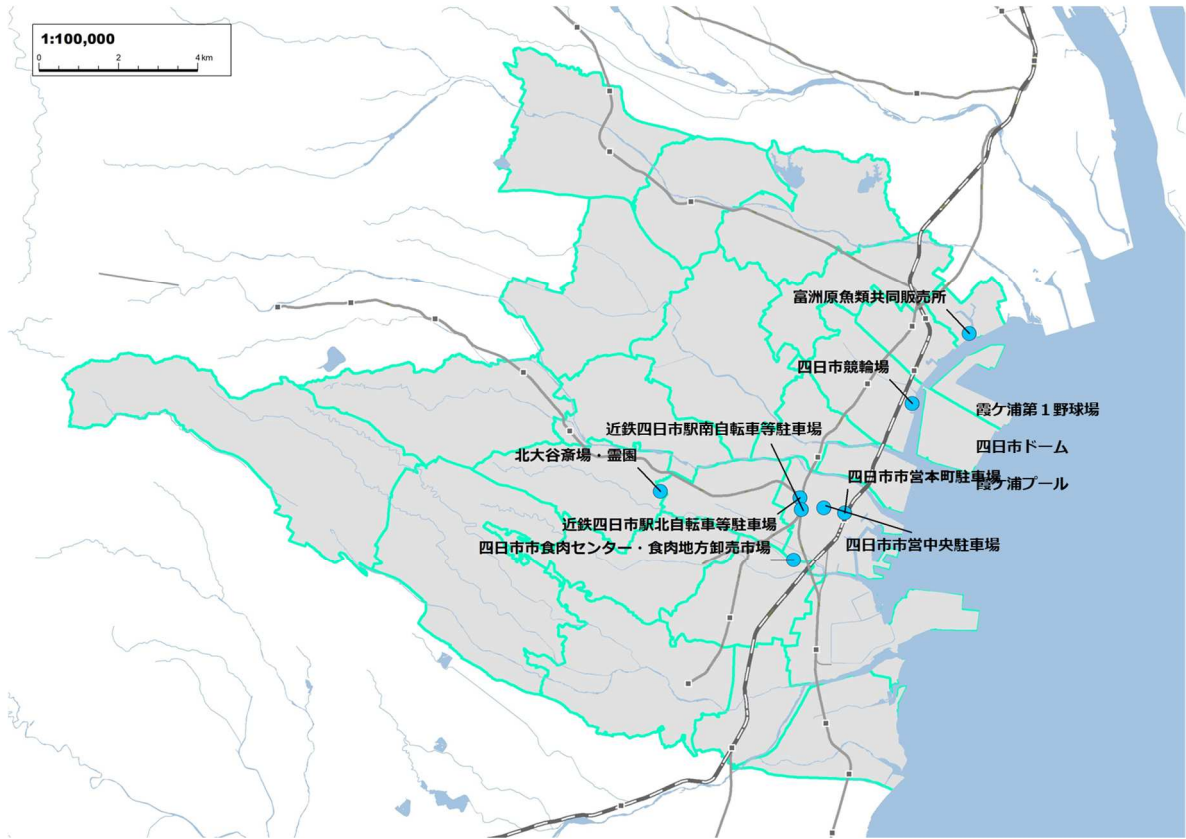 1:100,000
0 2 4km
富洲原魚類共同販売所
四日市競輪場
霞ケ浦第１野球場
近鉄四日市駅南自転車等駐車場
四日市ドーム
北大谷斎場・霊園
四日市市営本町駐車場
霞ケ浦プール
近鉄四日市駅北自転車等駐車場
四日市市食肉センター・食肉地方卸売市場
四日市市営中央駐車場